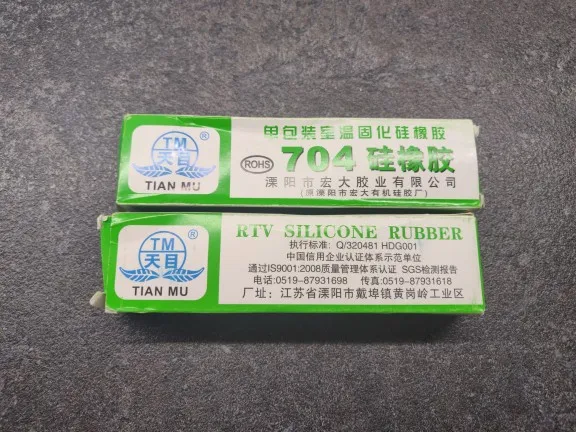 TM
天目
®
TIAN MU
单包装室温固化硅橡胶
ROHS
704 硅橡胶
溧阳市宏大胶业有限公司
(原溧阳市宏大有机硅胶厂)
TM
天目
®
TIAN MU
RTV SILICONE RUBBER
执行标准: Q/320481 HDG001
中国信用企业认证体系示范单位
通过IS9001:2008质量管理体系认证 SGS检测报告
电话:0519-87931698 传真:0519-87931618
厂址: 江苏省溧阳市戴埠镇黄岗岭工业区